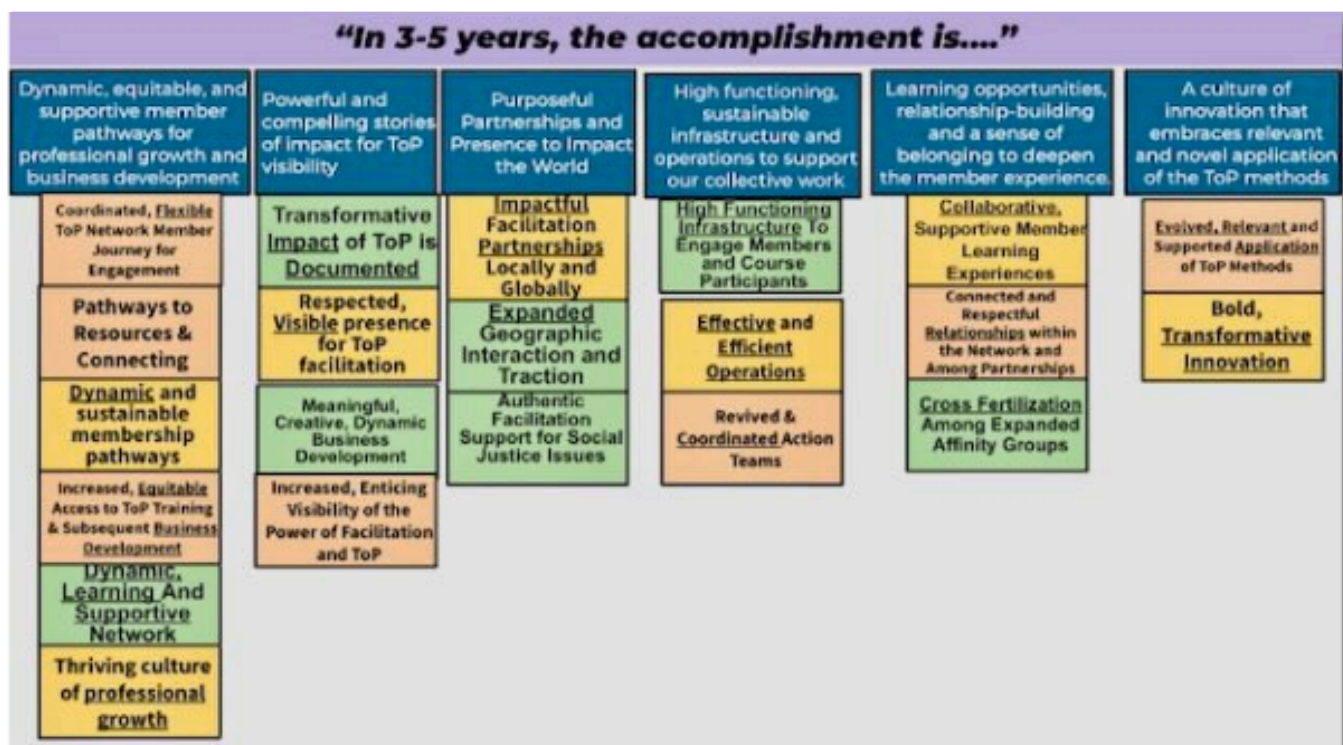 “In 3-5 years, the accomplishment is....”
Dynamic, equitable, and
supportive member
pathways for
professional growth and
business development
Coordinated, Flexible
ToP Network Member
Journey for
Engagement
Pathways to
Resources &
Connecting
Dynamic and
sustainable
membership
pathways
Increased, Equitable
Access to ToP Training
& Subsequent Business
Development
Dynamic,
Learning And
Supportive
Network
Thriving culture
of professional
growth
Powerful and
compelling stories
of impact for ToP
visibility
Transformative
Impact of ToP is
Documented
Respected,
Visible presence
for ToP
facilitation
Meaningful,
Creative, Dynamic
Business
Development
Increased, Enticing
Visibility of the
Power of Facilitation
and ToP
Purposeful
Partnerships and
Presence to Impact
the World
Impactful
Facilitation
Partnerships
Locally and
Globally
Expanded
Geographic
Interaction and
Traction
Authentic
Facilitation
Support for Social
Justice Issues
High functioning,
sustainable
infrastructure and
operations to support
our collective work
High Functioning
Infrastructure To
Engage Members
and Course
Participants
Effective and
Efficient
Operations
Revived &
Coordinated Action
Teams
Learning opportunities,
relationship-building
and a sense of
belonging to deepen
the member experience.
Collaborative,
Supportive Member
Learning
Experiences
Connected and
Respectful
Relationships within
the Network and
Among Partnerships
Cross Fertilization
Among Expanded
Affinity Groups
A culture of
innovation that
embraces relevant
and novel application
of the ToP methods
Evolved, Relevant and
Supported Application
of ToP Methods
Bold,
Transformative
Innovation